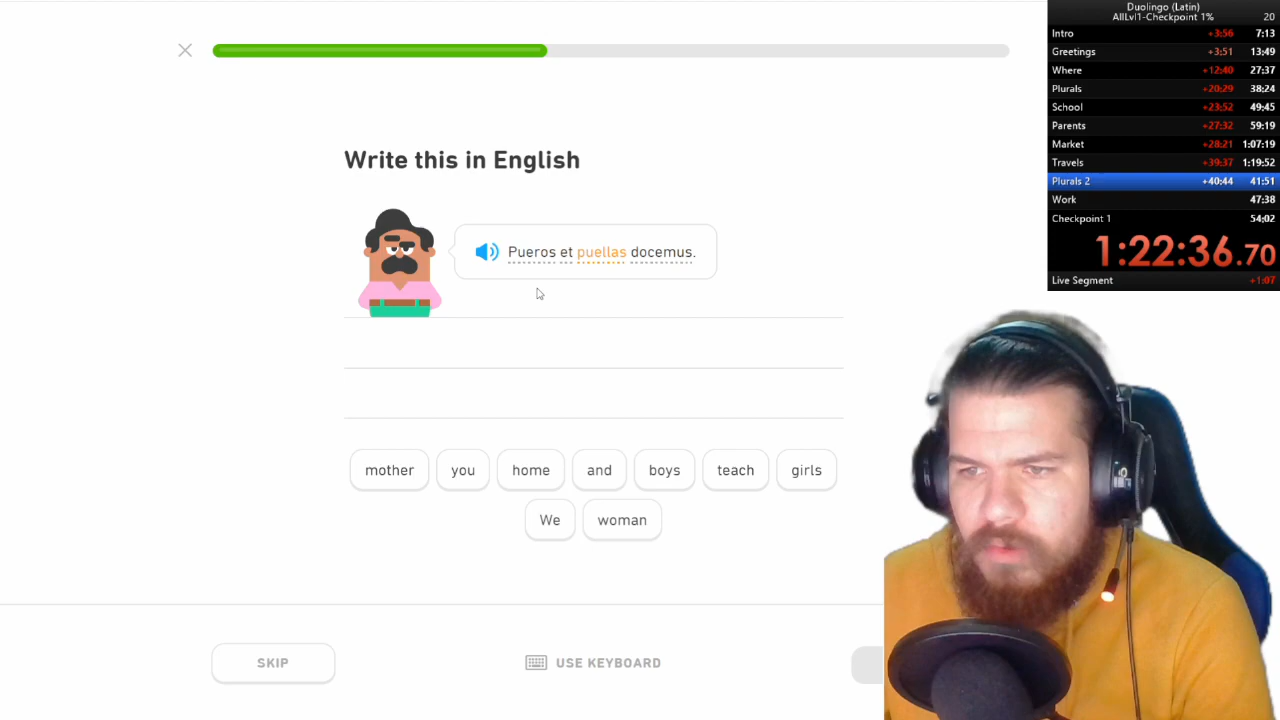 Write this in English
Pueros et puellas docemus.
mother you home and boys teach girls
We woman
SKIP
USE KEYBOARD
Duolingo (Latin)
AllLvl1-Checkpoint 1% 20
Intro +3:56 7:13
Greetings +3:51 13:49
Where +12:40 27:37
Plurals +20:29 38:24
School +23:52 49:45
Parents +27:32 59:19
Market +28:21 1:07:19
Travels +39:37 1:19:52
Plurals 2 +40:44 41:51
Work 47:38
Checkpoint 1 54:02
1:22:36.70
Live Segment +1:07